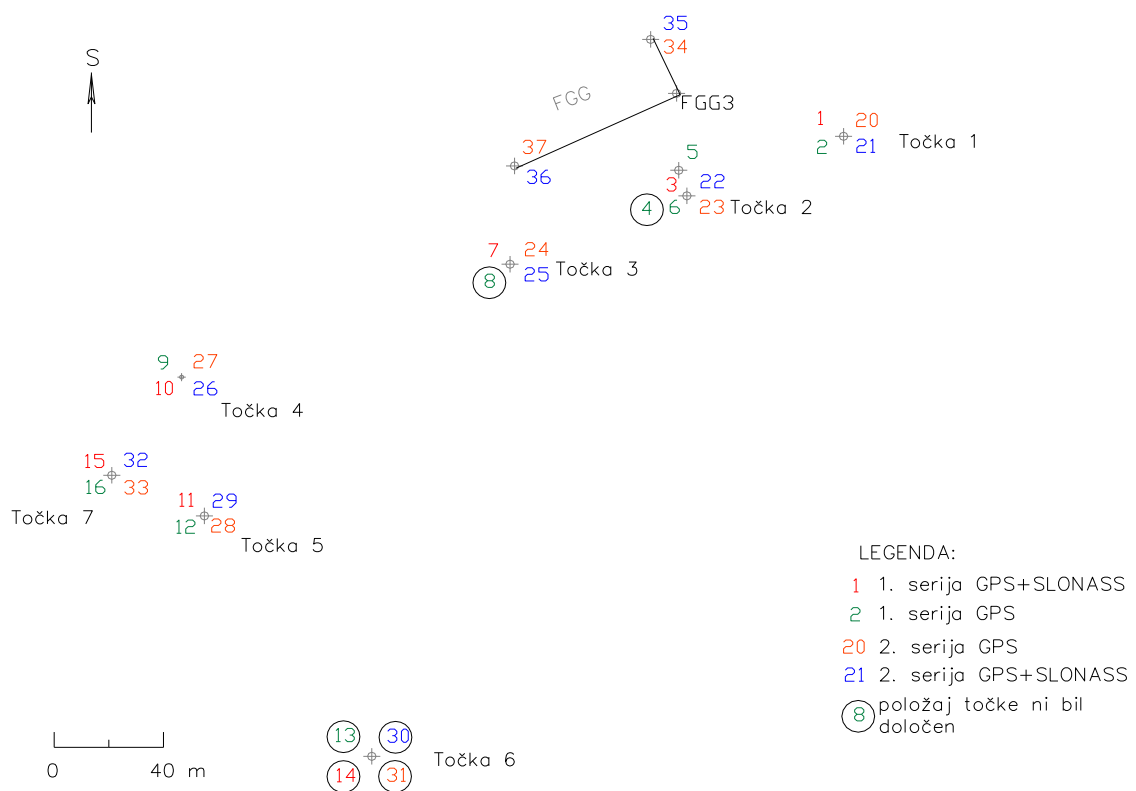 S
35
34
FGG
FGG3
1 20
2 21
Točka 1
37
36
5
3 22
4 6 23 Točka 2
7 24
8 25 Točka 3
9 27
10 26
Točka 4
15 32
16 33
Točka 7
11 29
12 28
Točka 5
LEGENDA:
1 1. serija GPS+SLONASS
2 1. serija GPS
20 2. serija GPS
21 2. serija GPS+SLONASS
8 položaj točke ni bil
določen
13 30
14 31
Točka 6
0 40 m